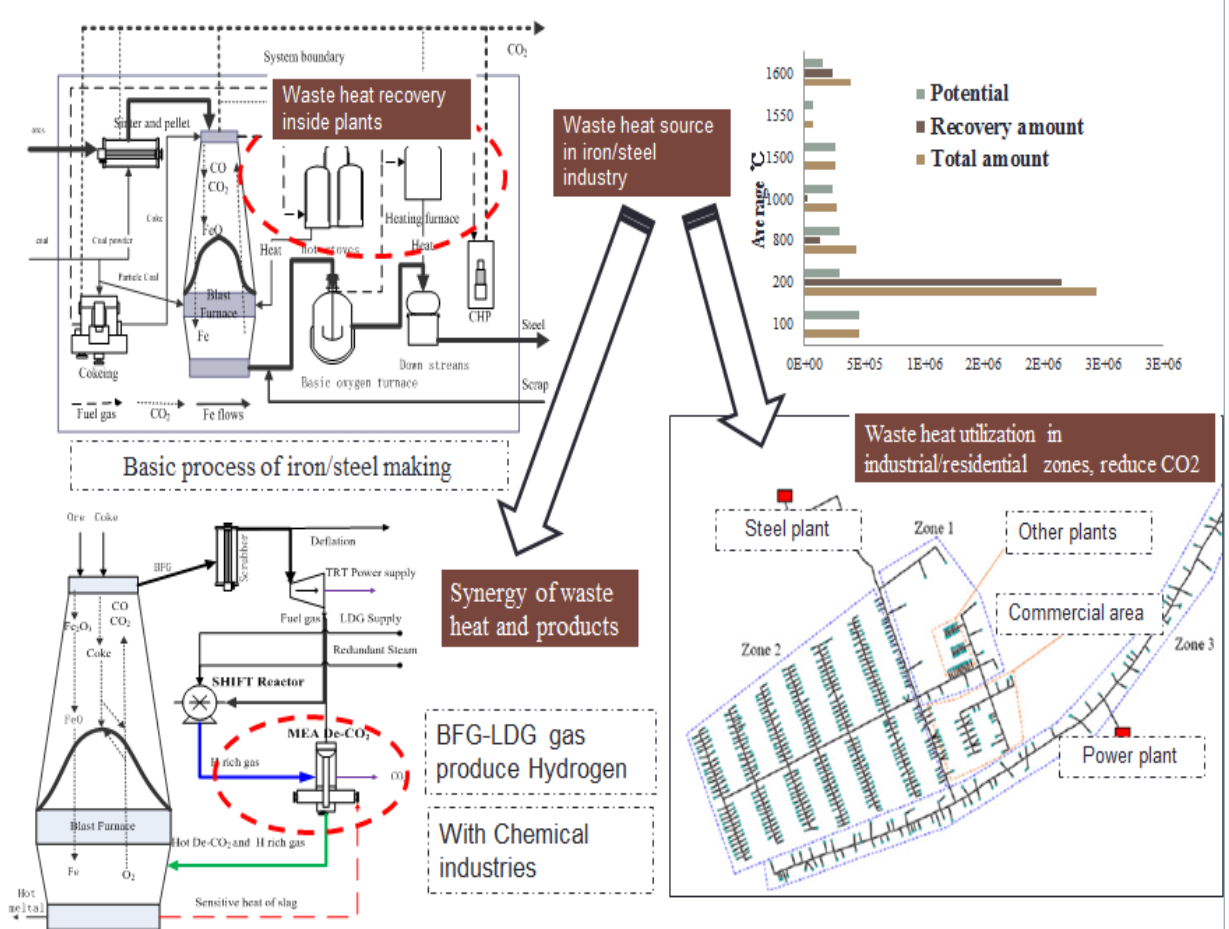 CO2
System boundary
Waste heat recovery
inside plants
Sinter and pellet
ores
CO
CO2
Coke
FeO
Heating furnace
coal
Coal powder
Heat
hot stoves
Heat
Particle Coal
Blast
Furnace
Fe
CHP
Steel
Cokeing
Down streans
Basic oxygen furnace
Scrap
Fuel gas
CO2
Fe flows
Basic process of iron/steel making
Waste heat source
in iron/steel
industry
Average ℃
1600
1550
1500
1000
800
200
100
Potential
Recovery amount
Total amount
0E+00
5E+05
1E+06
2E+06
2E+06
3E+06
3E+06
Ore
Coke
BFG
Scrubber
Deflation
TRT Power supply
Fuel gas
LDG Supply
Redundant Steam
CO
CO2
Fe2O3
Coke
SHIFT Reactor
FeO
MEA De-CO2
H rich gas
CO2
Blast Furnace
Hot De-CO2 and H rich gas
Fe
O2
Hot
meltal
Sensitive heat of slag
Synergy of waste
heat and products
BFG-LDG gas
produce Hydrogen
With Chemical
industries
Waste heat utilization in
industrial/residential zones, reduce CO2
Steel plant
Zone 1
Other plants
Commercial area
Zone 2
Zone 3
Power plant